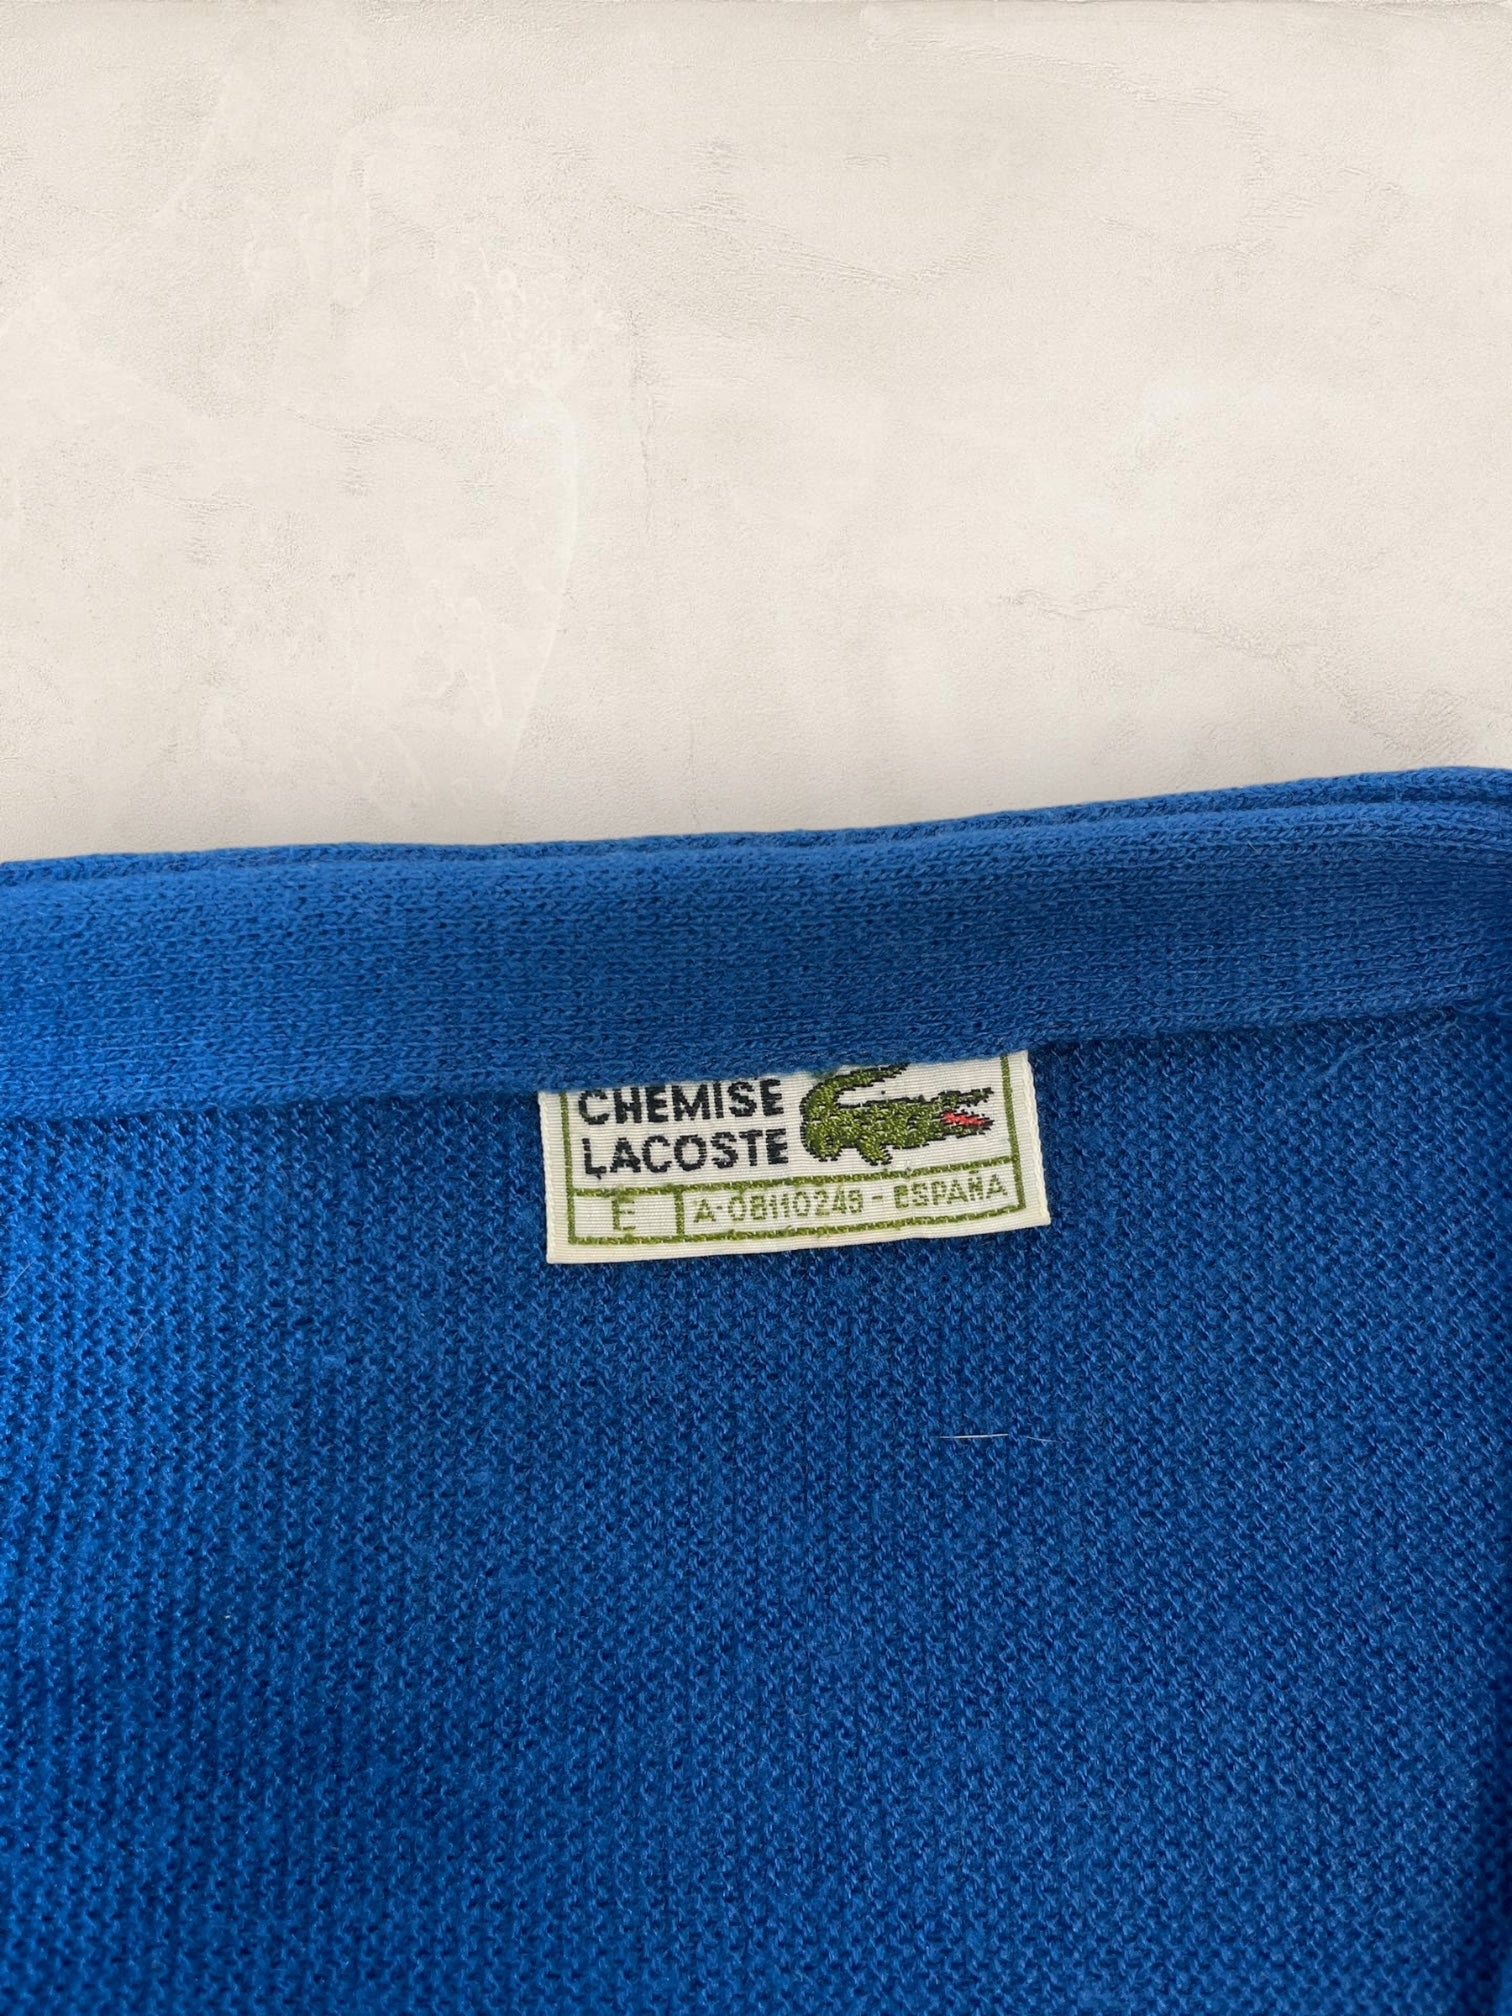 CHEMISE
LACOSTE
E A-08110249 - ESPAÑA